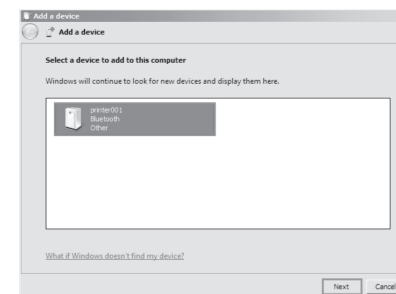 Add a device
Add a device
Select a device to add to this computer
Windows will continue to look for new devices and display them here.
printer001
Bluetooth
Other
What if Windows doesn't find my device?
Next
Cancel